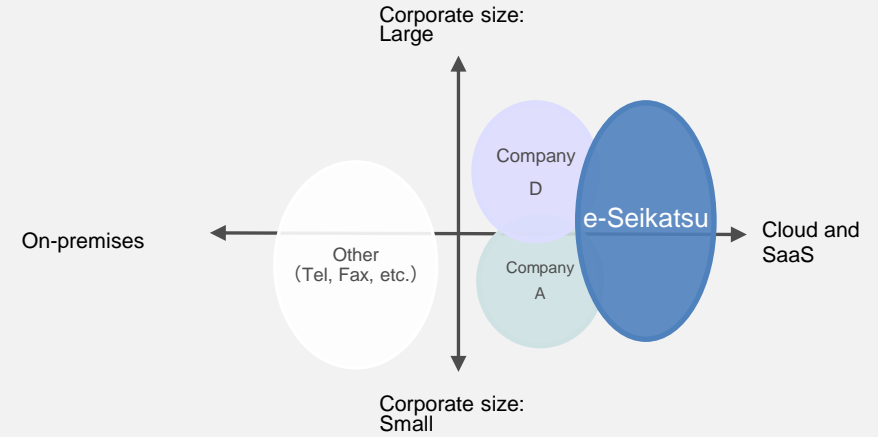 Corporate size:
Large
Company
D
e-Seikatsu
On-premises
Cloud and
SaaS
Other
（Tel, Fax, etc.）
Company
A
Corporate size:
Small